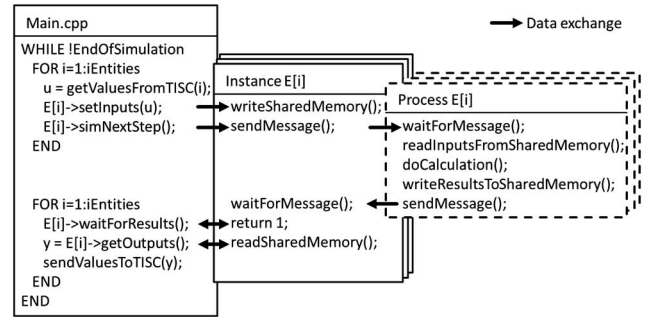 Main.cpp
Data exchange
WHILE !EndOfSimulation
FOR i=1:iEntities
u = getValuesFromTISC(i);
E[i]->setInputs(u);
E[i]->simNextStep();
END
FOR i=1:iEntities
E[i]->waitForResults();
y = E[i]->getOutputs();
sendValuesToTISC(y);
END
END
Instance E[i]
writeSharedMemory();
sendMessage();
waitForMessage();
return 1;
readSharedMemory();
Process E[i]
waitForMessage();
readInputsFromSharedMemory();
doCalculation();
writeResultsToSharedMemory();
sendMessage();